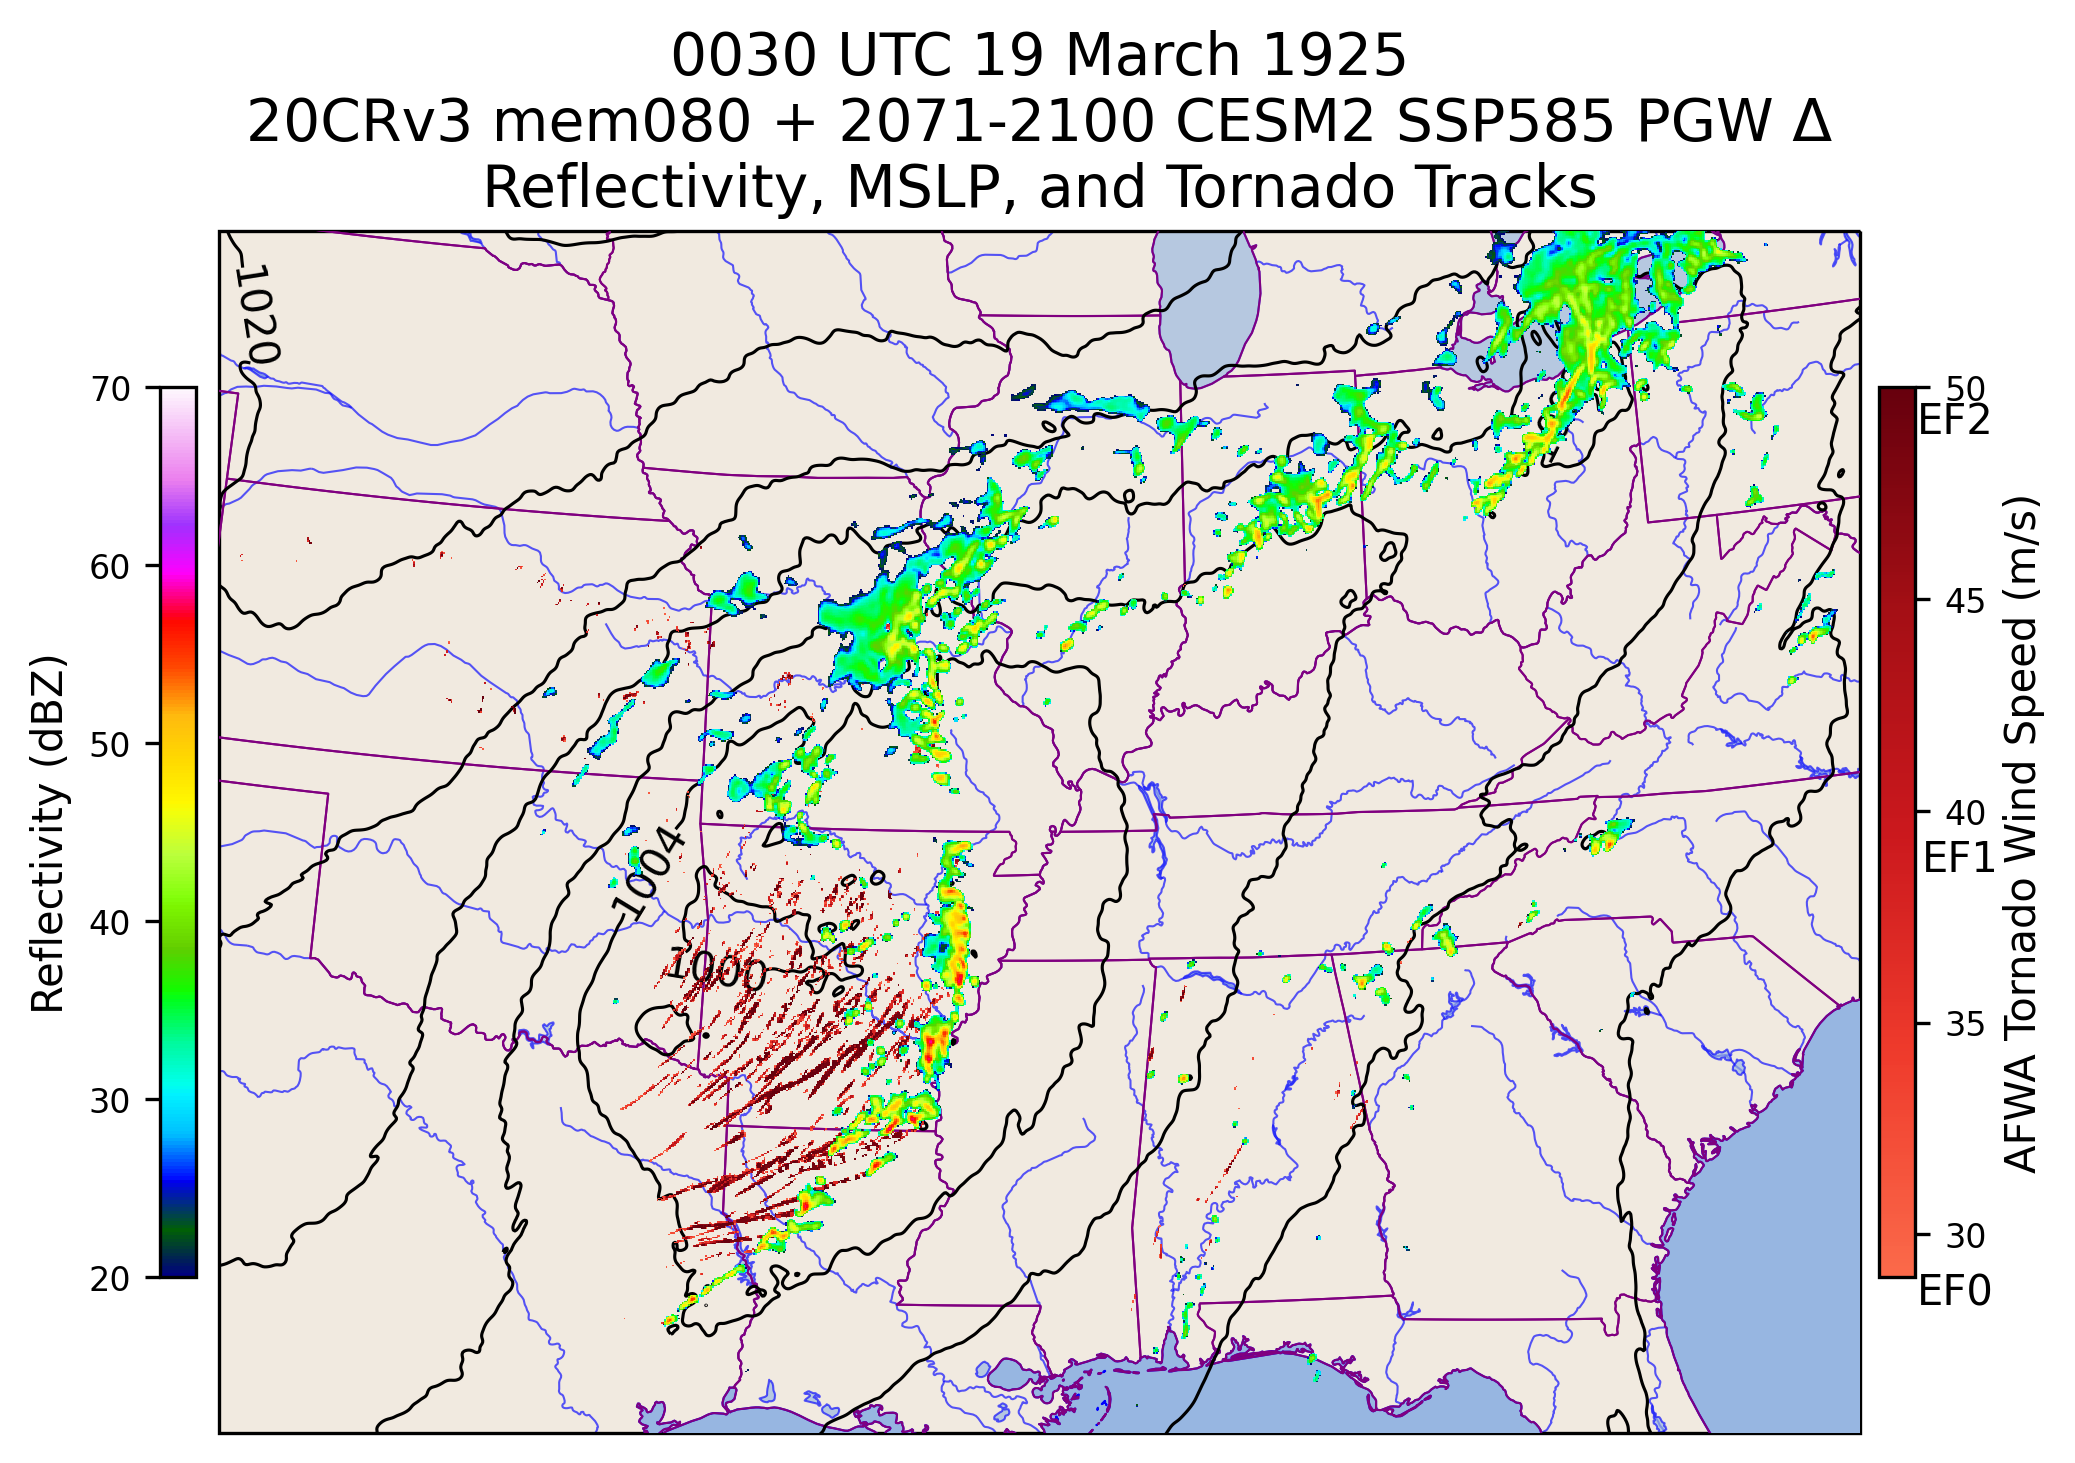 0030 UTC 19 March 1925
20CRv3 mem080 + 2071-2100 CESM2 SSP585 PGW Δ
Reflectivity, MSLP, and Tornado Tracks
1020
1004
1000
70
60
50
40
30
20
Reflectivity (dBZ)
50
EF2
45
40
EF1
35
30
EF0
AFWA Tornado Wind Speed (m/s)